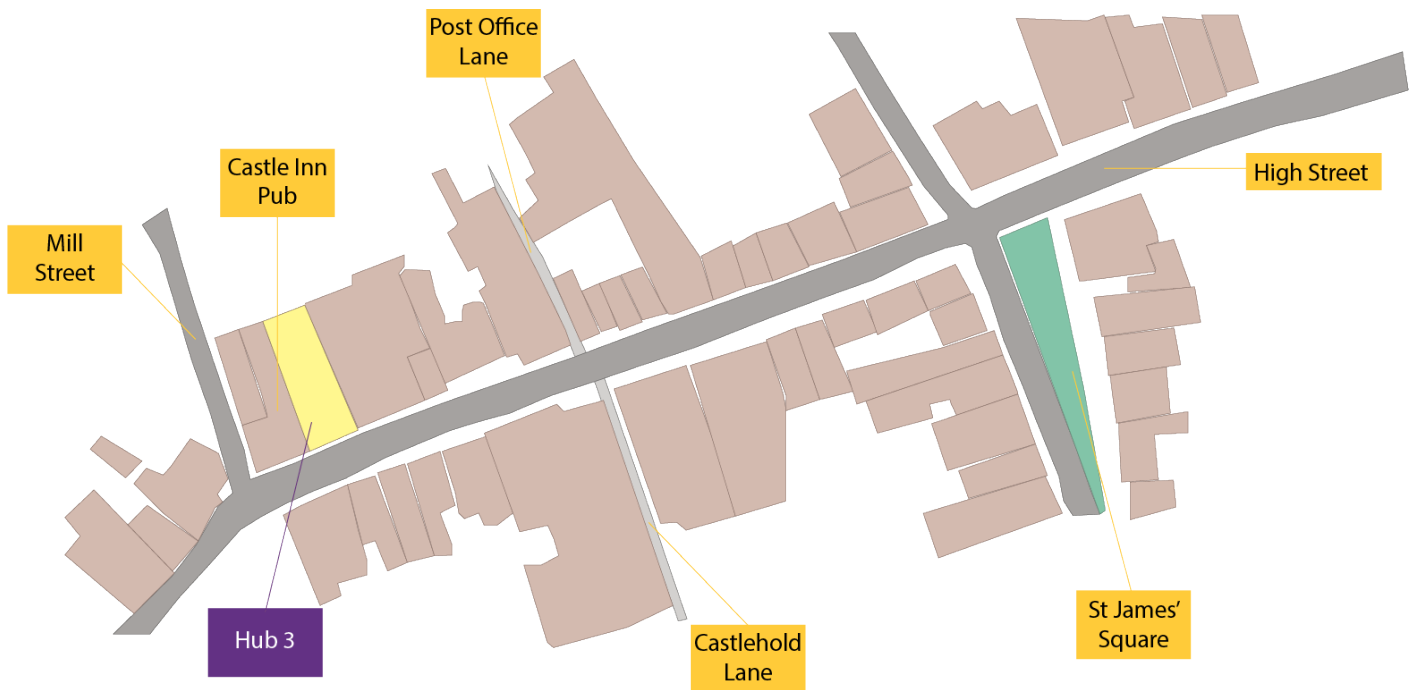 Post Office
Lane
Castle Inn
Pub
High Street
Mill
Street
Hub 3
St James’
Square
Castlehold
Lane